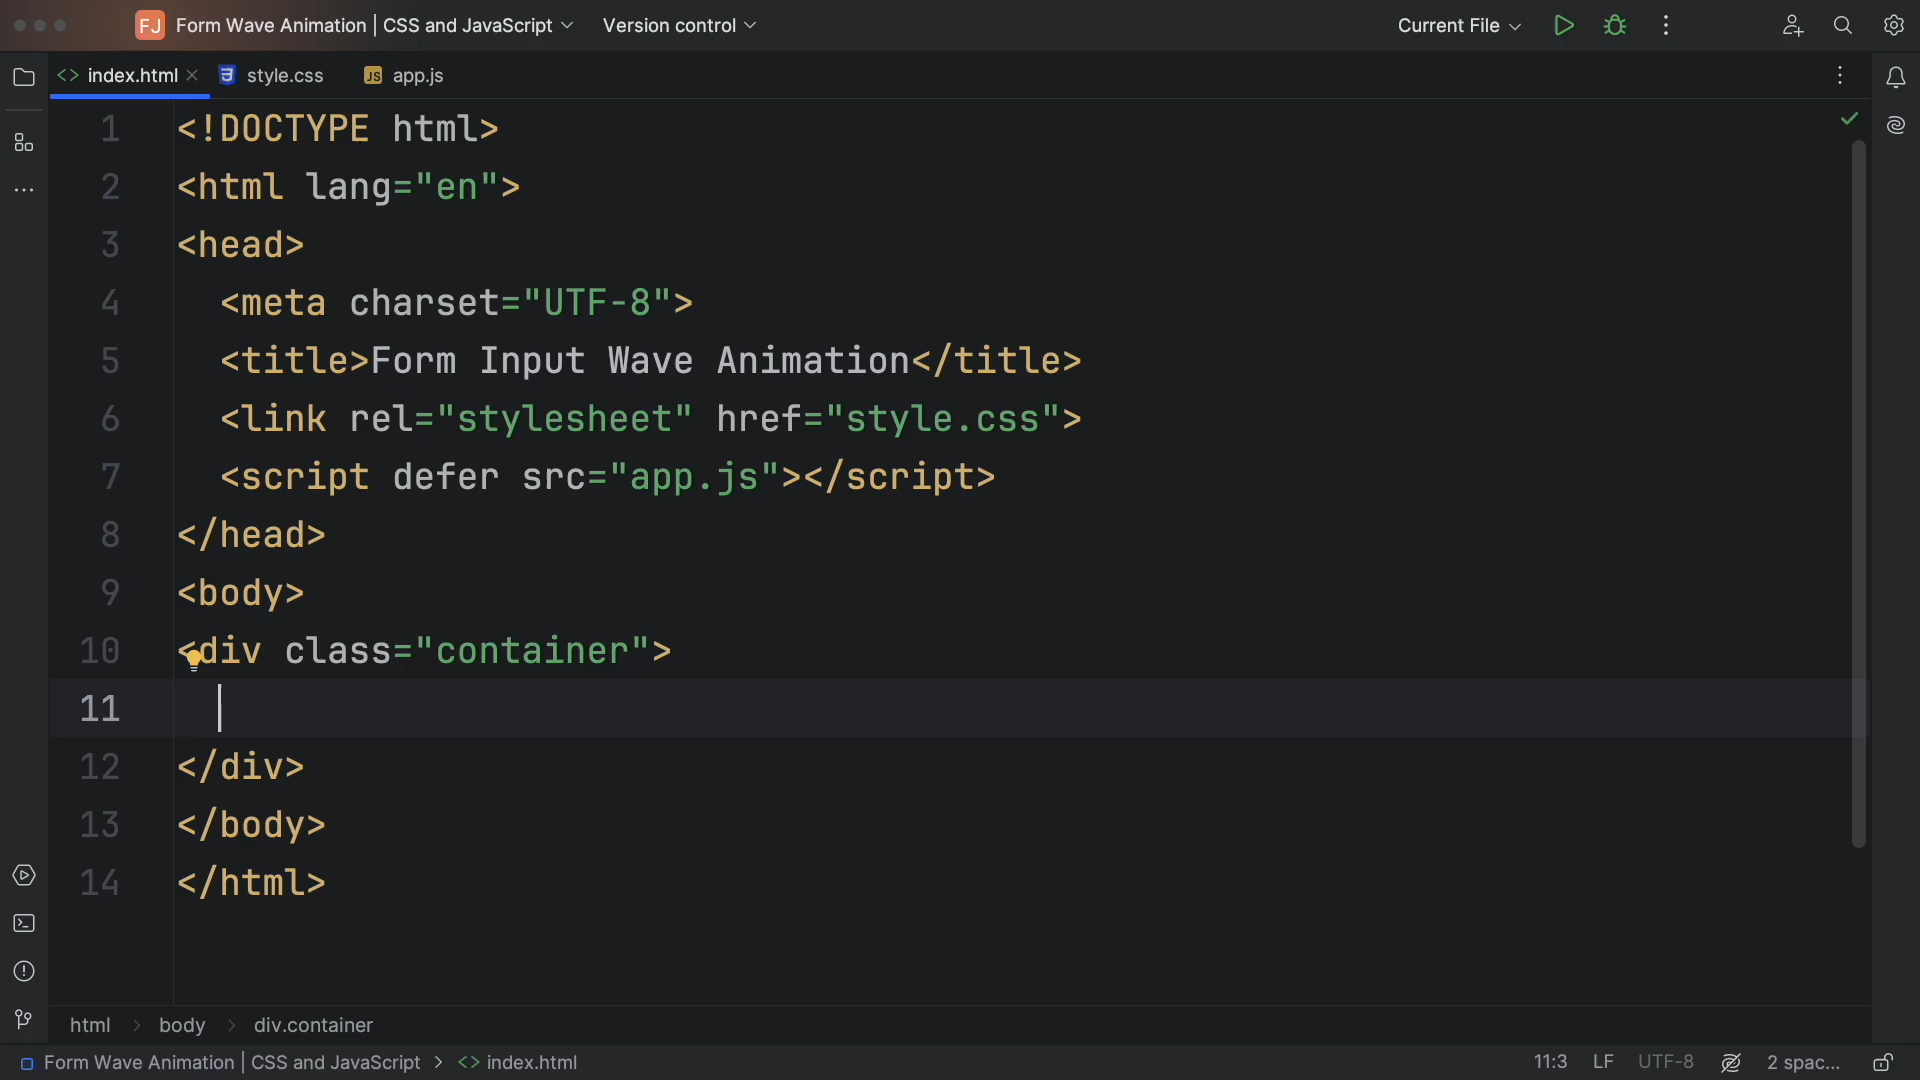 FJ Form Wave Animation | CSS and JavaScript Version control Current File
index.html style.css JS app.js
1 <!DOCTYPE html>
2 <html lang="en">
3 <head>
4 <meta charset="UTF-8">
5 <title>Form Input Wave Animation</title>
6 <link rel="stylesheet" href="style.css">
7 <script defer src="app.js"></script>
8 </head>
9 <body>
10 <div class="container">
11
12 </div>
13 </body>
14 </html>
html > body > div.container
Form Wave Animation | CSS and JavaScript > <> index.html 11:3 LF UTF-8 2 spac...